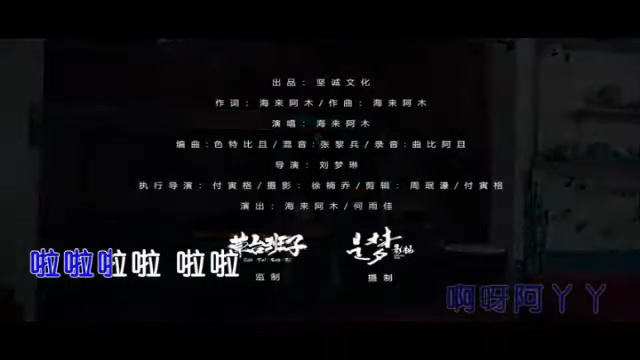 出品：坚诚文化
作词：海来阿木/作曲：海来阿木
演唱：海来阿木
编曲:色特比且/混音:张黎兵/录音:曲比阿且
导演：刘梦琳
执行导演：付寅格/摄影：徐楠乔/剪辑：周珉濠/付寅格
演出：海来阿木/何雨佳
草台班子
是梦
影视
监制
摄制
啦啦啦啦 啦啦
啊呀阿丫丫